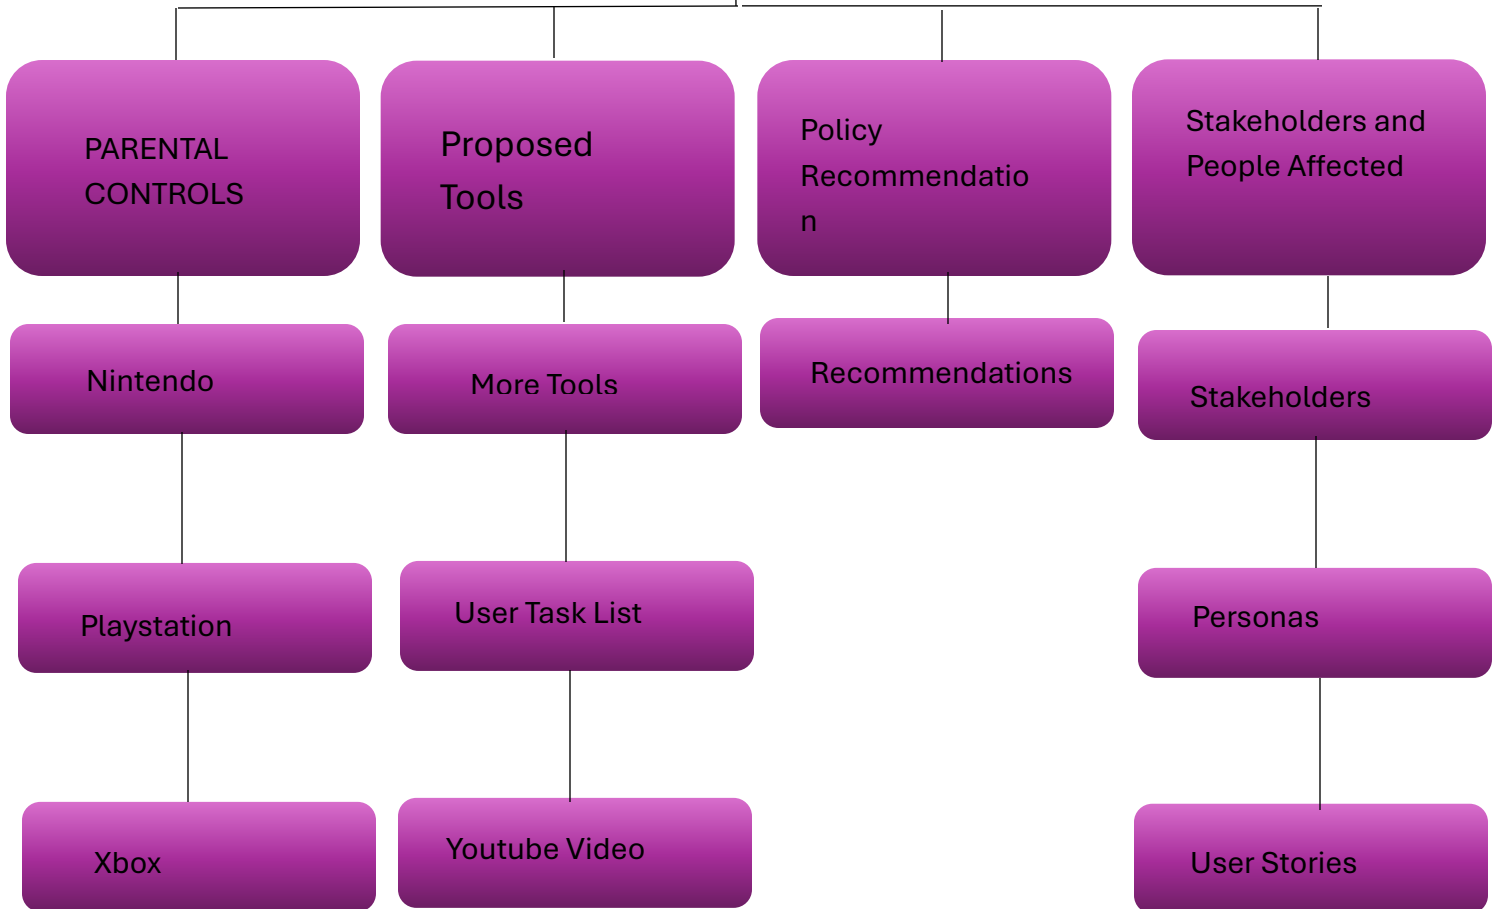 PARENTAL
CONTROLS
Proposed
Tools
Policy
Recommendatio
n
Stakeholders and
People Affected
Nintendo
More Tools
Recommendations
Stakeholders
Playstation
User Task List
Personas
Xbox
Youtube Video
User Stories